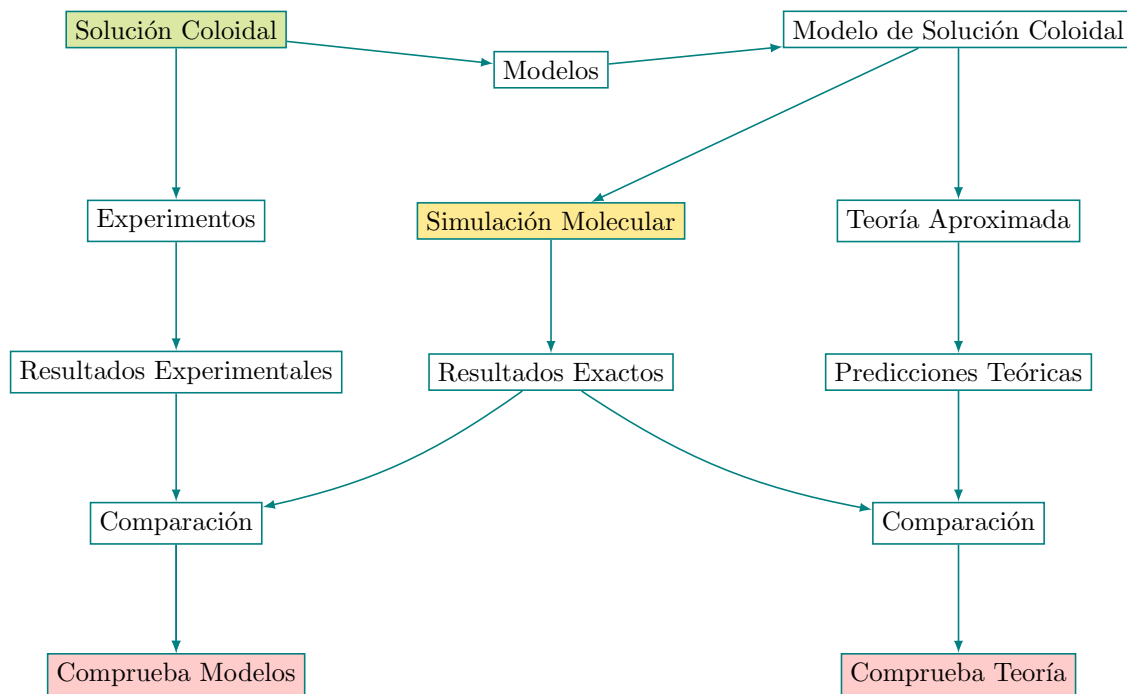 Solución Coloidal
Modelos
Modelo de Solución Coloidal
Experimentos
Simulación Molecular
Teoría Aproximada
Resultados Experimentales
Resultados Exactos
Predicciones Teóricas
Comparación
Comparación
Comprueba Modelos
Comprueba Teoría